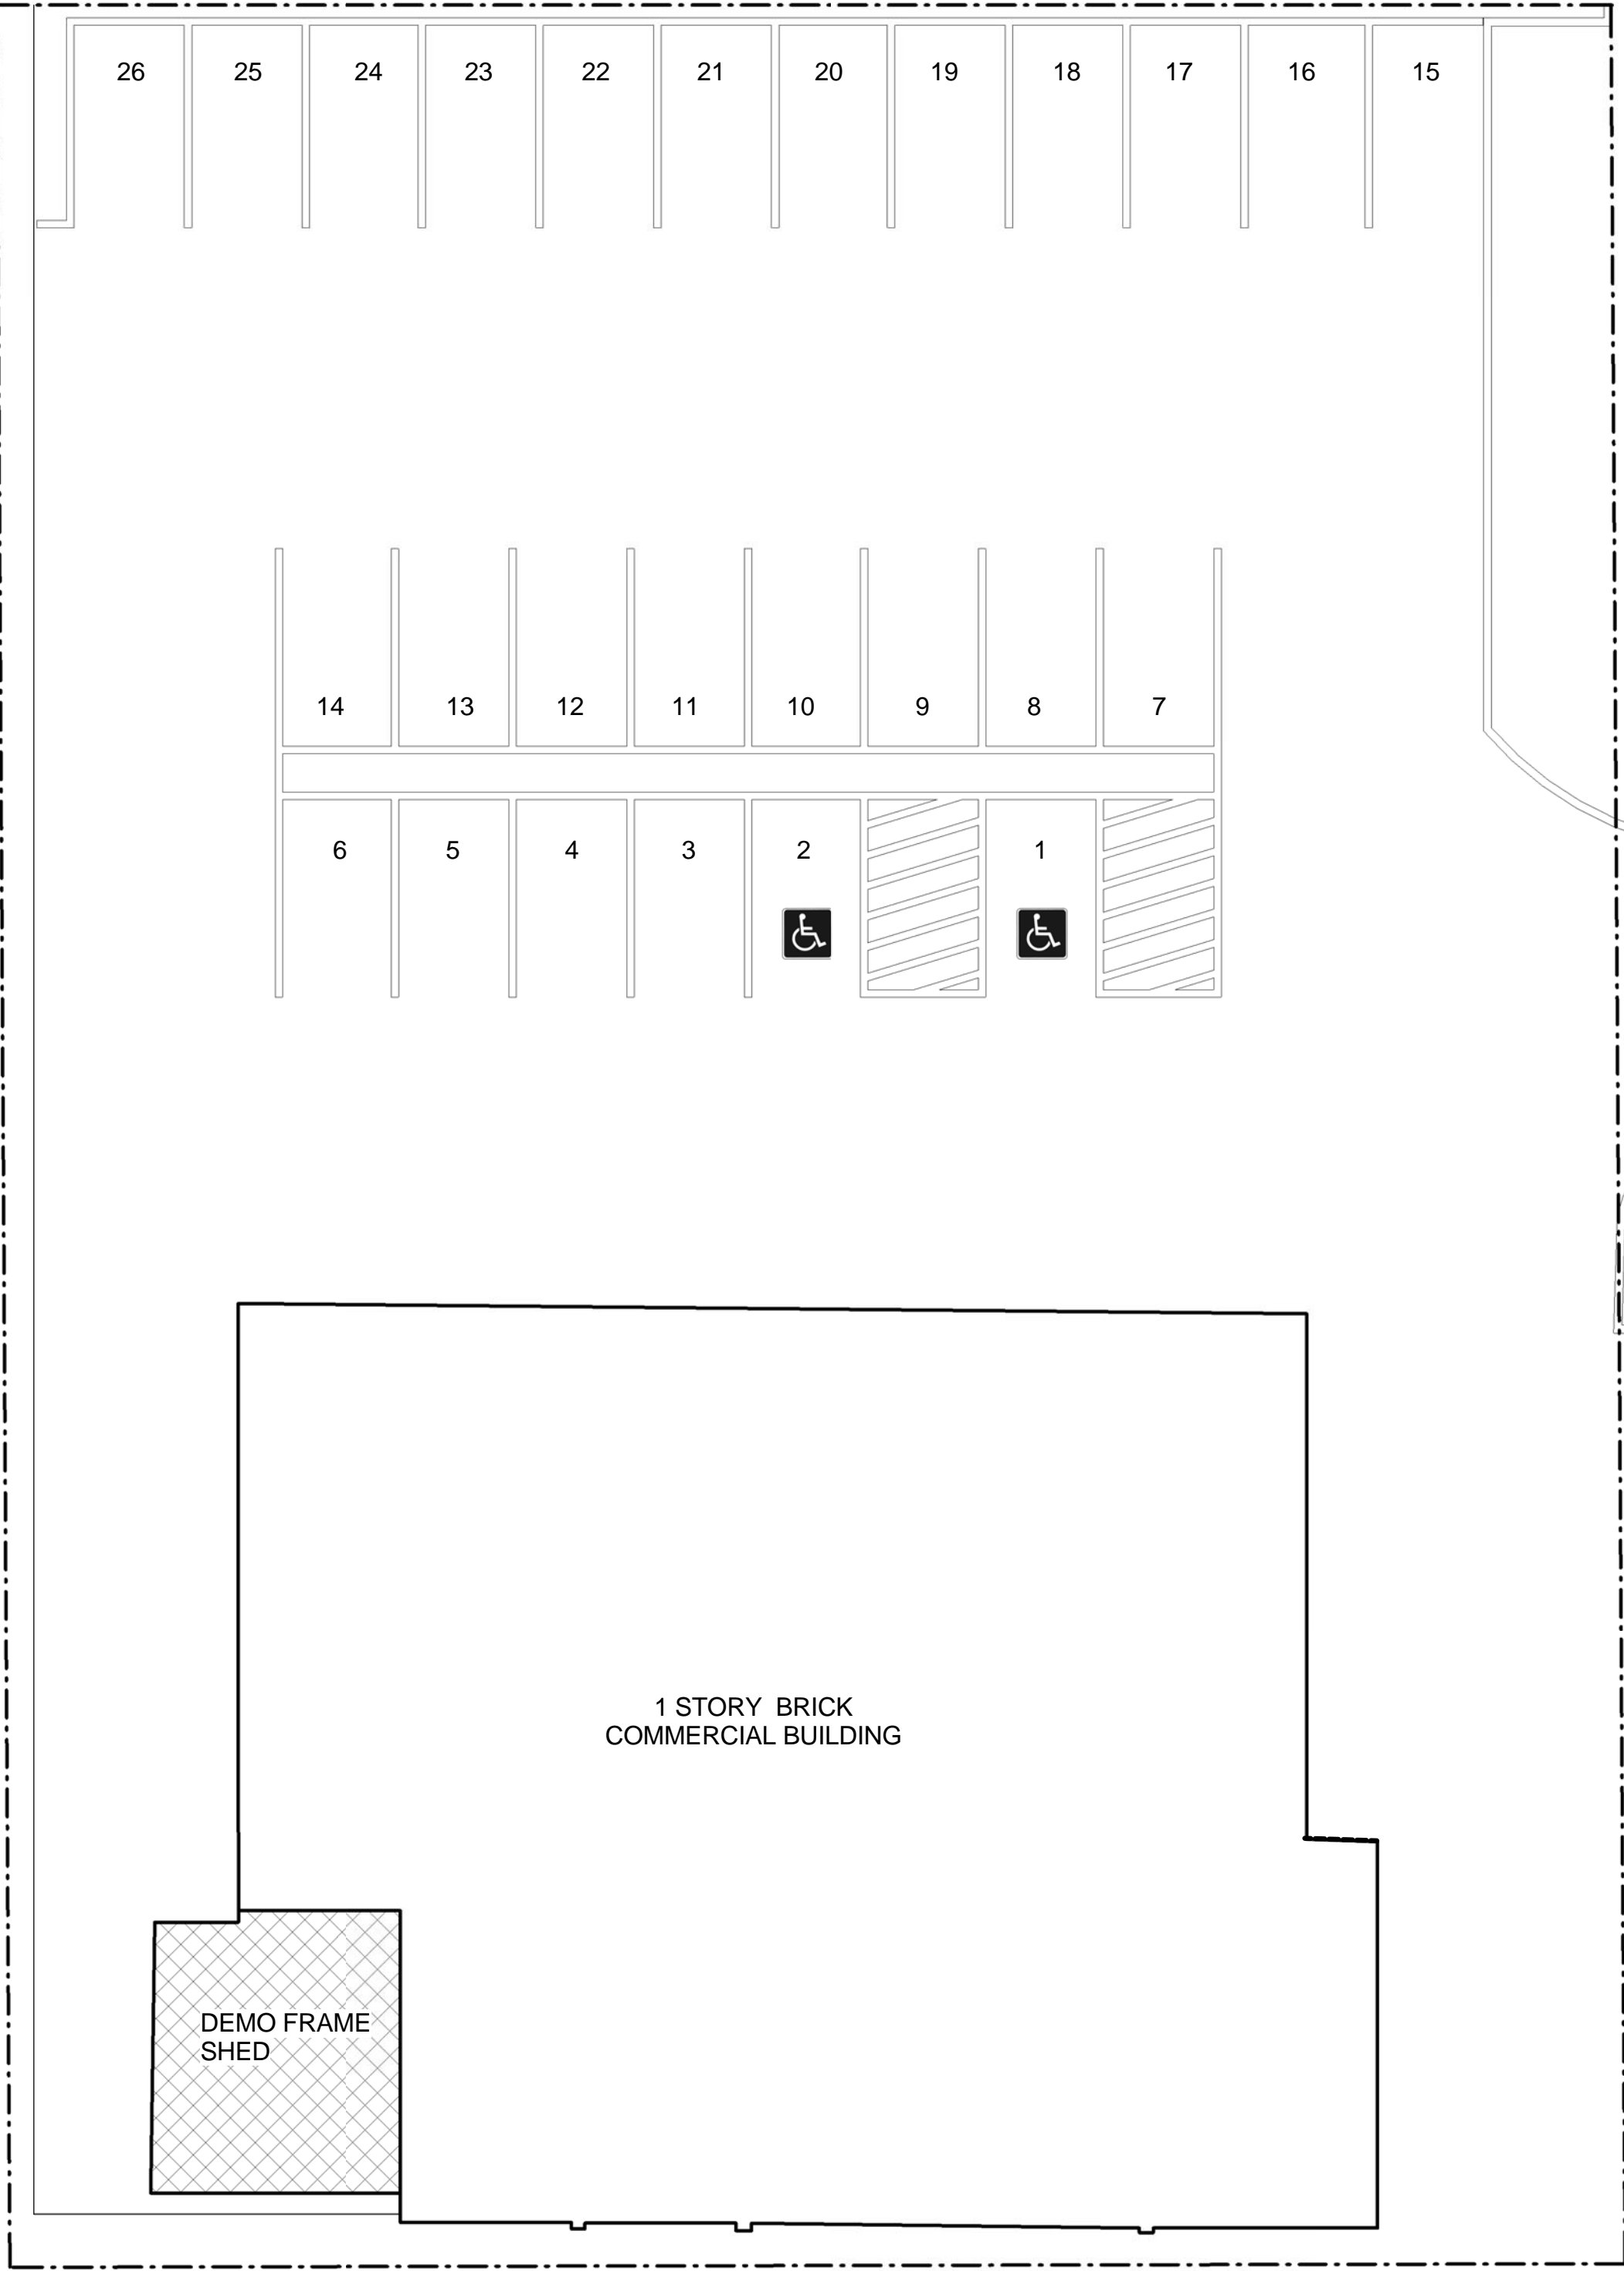 26 25 24 23 22 21 20 19 18 17 16 15
14 13 12 11 10 9 8 7
6 5 4 3 2 1
1 STORY BRICK
COMMERCIAL BUILDING
DEMO FRAME
SHED